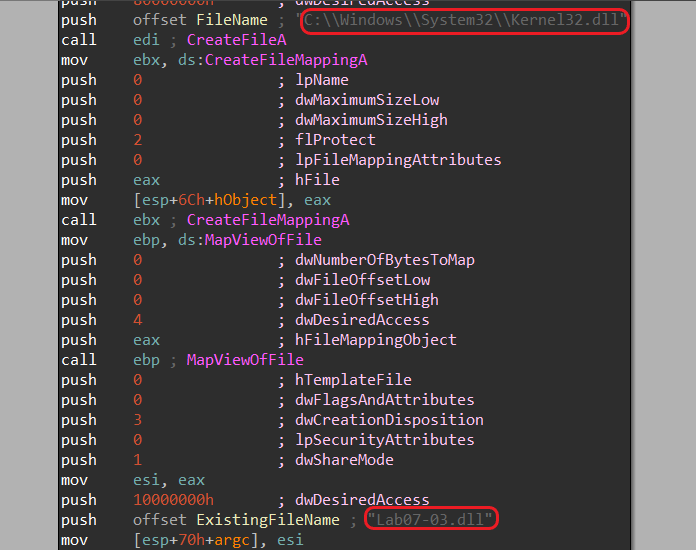 push    80000000h       ; dwDesiredAccess
push    offset FileName ; "C:\\Windows\\System32\\Kernel32.dll"
call    edi ; CreateFileA
mov     ebx, ds:CreateFileMappingA
push    0               ; lpName
push    0               ; dwMaximumSizeLow
push    0               ; dwMaximumSizeHigh
push    2               ; flProtect
push    0               ; lpFileMappingAttributes
push    eax             ; hFile
mov     [esp+6Ch+hObject], eax
call    ebx ; CreateFileMappingA
mov     ebp, ds:MapViewOfFile
push    0               ; dwNumberOfBytesToMap
push    0               ; dwFileOffsetLow
push    0               ; dwFileOffsetHigh
push    4               ; dwDesiredAccess
push    eax             ; hFileMappingObject
call    ebp ; MapViewOfFile
push    0               ; hTemplateFile
push    0               ; dwFlagsAndAttributes
push    3               ; dwCreationDisposition
push    0               ; lpSecurityAttributes
push    1               ; dwShareMode
mov     esi, eax
push    10000000h       ; dwDesiredAccess
push    offset ExistingFileName ; "Lab07-03.dll"
mov     [esp+70h+argc], esi